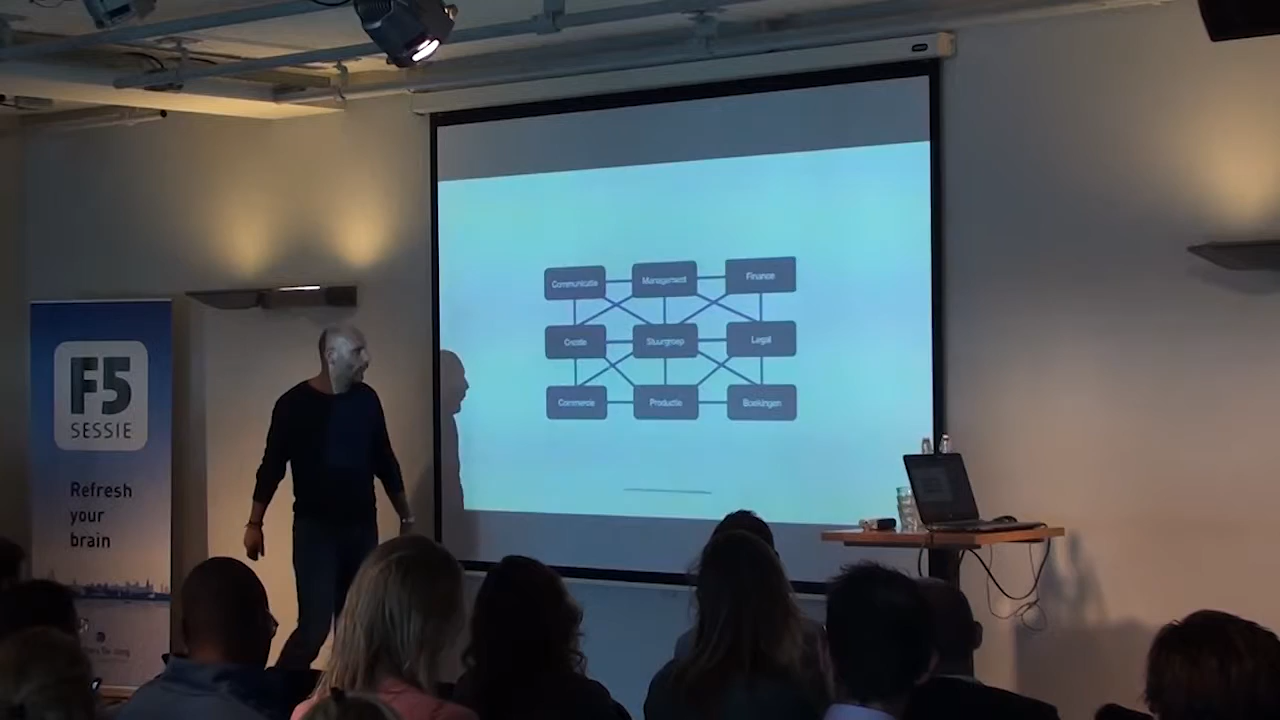 F5
SESSIE
Refresh
your
brain
Communicatie
Management
Finance
Creatie
Stuurgroep
Legal
Commercie
Productie
Boekingen